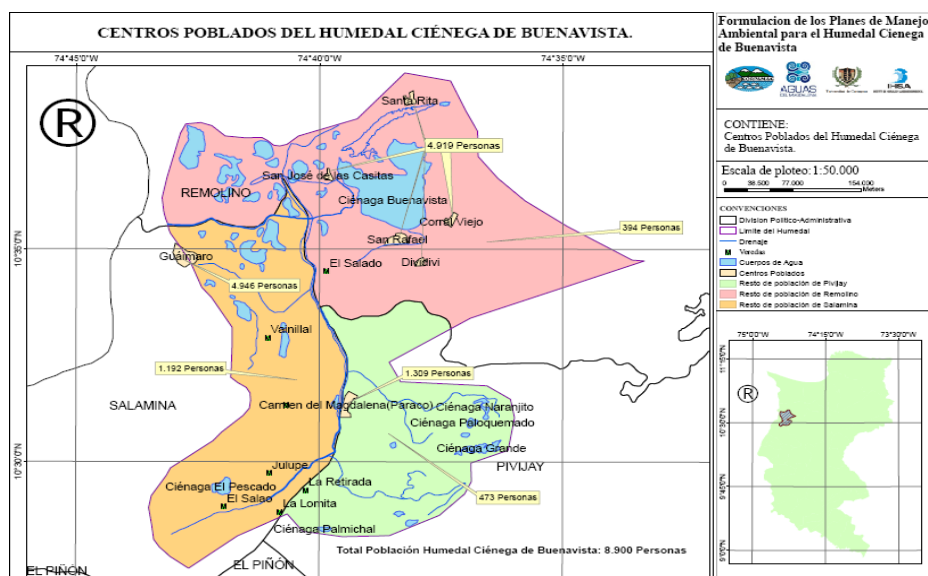 CENTROS POBLADOS DEL HUMEDAL CIÉNEGA DE BUENAVISTA.
74°45'0"W
74°40'0"W
74°35'0"W
®
Santa Rita
4.919 Personas
San José de las Casitas
REMOLINO
Ciénaga Buenavista
Corral Viejo
San Rafael
394 Personas
10°35'0"N
Guáimaro
Dividivi
El Salado
4.946 Personas
Vainillal
1.192 Personas
1.309 Personas
SALAMINA
Carmen del Magdalena(Paraco)
Ciénaga Naranjito
Ciénaga Paloquemado
Ciénaga Grande
10°30'0"N
Julupe
PIVIJAY
Ciénaga El Pescado
La Retirada
473 Personas
El Salao
La Lomita
Ciénaga Palmichal
Total Población Humedal Ciénega de Buenavista: 8.900 Personas
EL PIÑÓN
EL PIÑÓN
Formulacion de los Planes de Manejo
Ambiental para el Humedal Cienega
de Buenavista
AGUAS
IHSA
CONTIENE:
Centros Poblados del Humedal Ciénega
de Buenavista.
Escala de ploteo: 1:50.000
0 38.500 77.000 154.000
Meters
CONVENCIONES
Division Politico-Administrativa
Limite del Humedal
Drenaje
M Veredas
Cuerpos de Agua
Centros Poblados
Resto de población de Pivijay
Resto de población de Remolino
Resto de población de Salamina
75°0'0"W
74°15'0"W
73°30'0"W
11°15'0"N
®
10°30'0"N
9°45'0"N
9°0'0"N